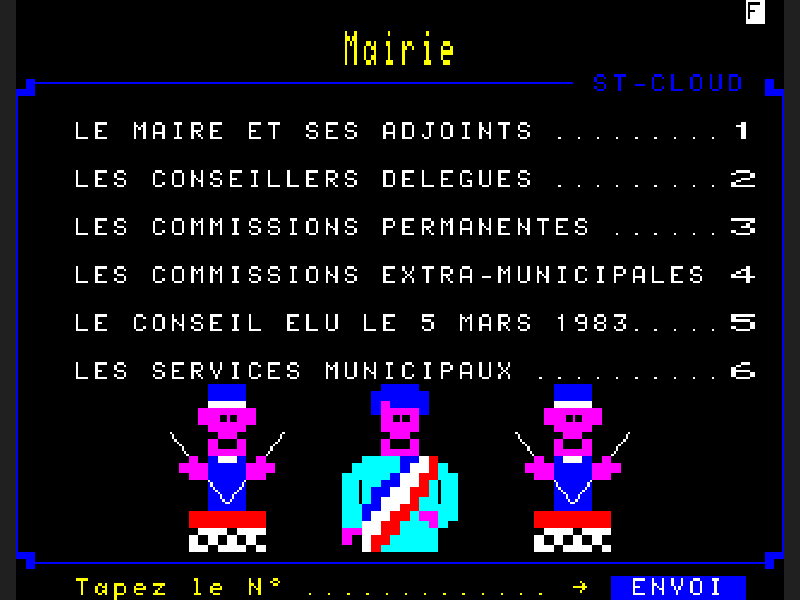 F
Mairie
ST-CLOUD
LE MAIRE ET SES ADJOINTS ......... 1
LES CONSEILLERS DELEGUES ......... 2
LES COMMISSIONS PERMANENTES ...... 3
LES COMMISSIONS EXTRA-MUNICIPALES 4
LE CONSEIL ELU LE 5 MARS 1983..... 5
LES SERVICES MUNICIPAUX .......... 6
Tapez le N° ............. → ENVOI